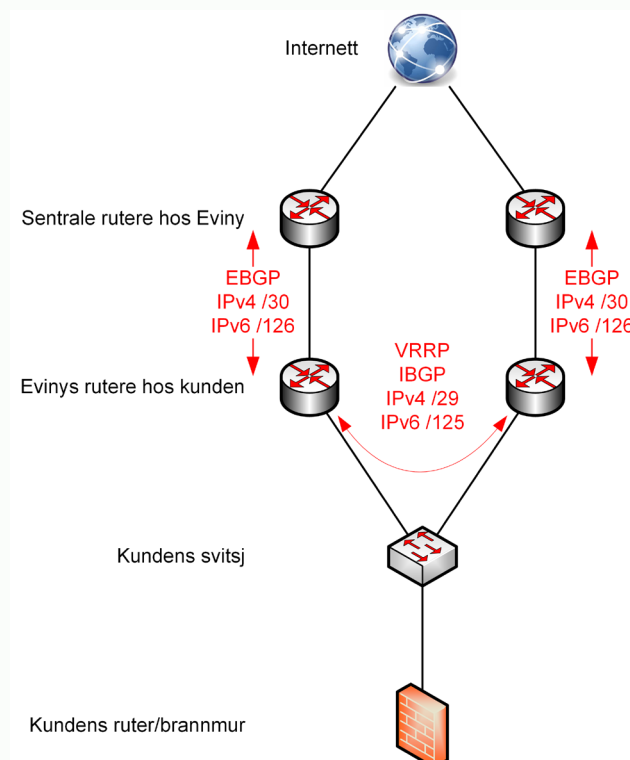 Internett
Sentrale rutere hos Eviny
EBGP
IPv4 /30
IPv6 /126
EBGP
IPv4 /30
IPv6 /126
VRRP
IBGP
IPv4 /29
IPv6 /125
Evinys rutere hos kunden
Kundens svitsj
Kundens ruter/brannmur